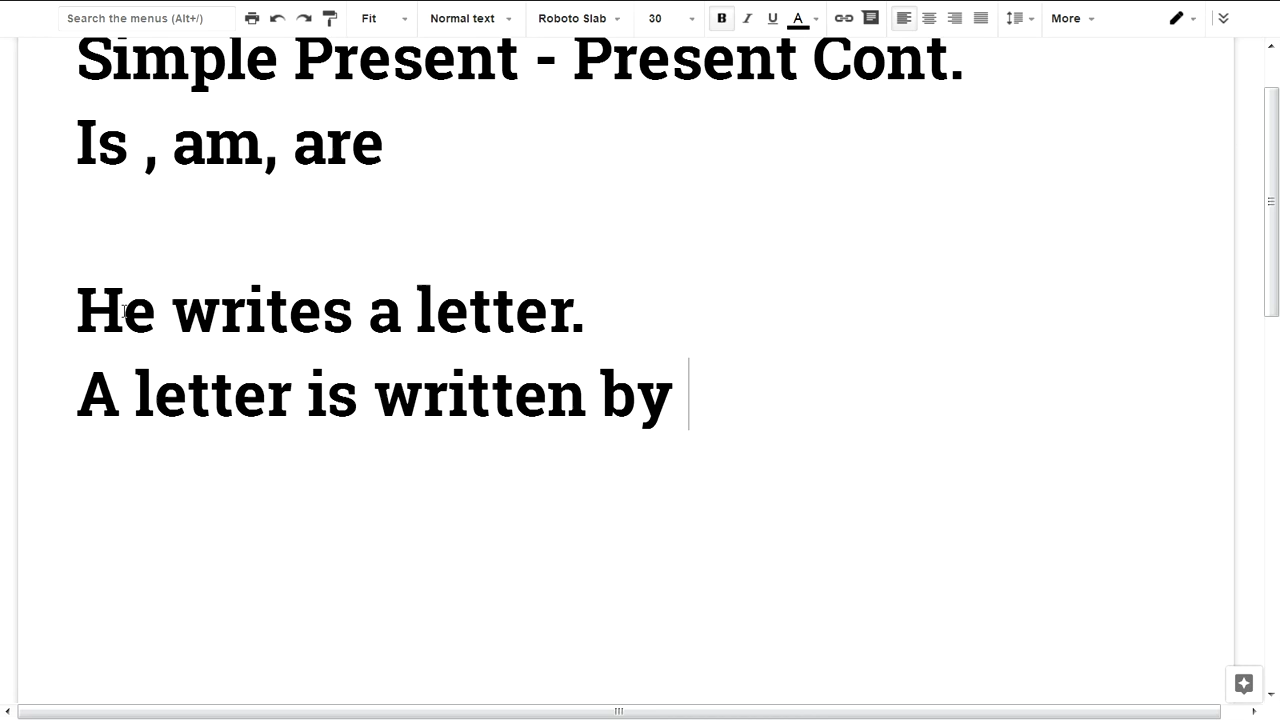 Search the menus (Alt+/) Fit Normal text Roboto Slab 30 B I U A More
Simple Present - Present Cont.
Is , am, are
He writes a letter.
A letter is written by